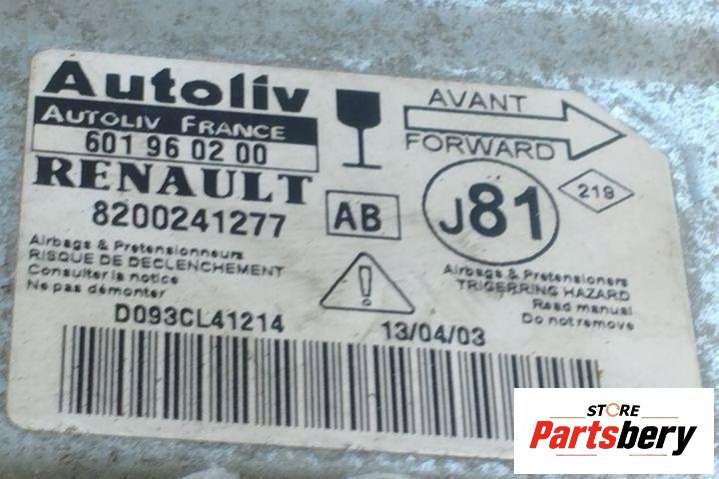 Autoliv
AUTOLIV FRANCE
601 96 02 00
RENAULT
8200241277
AB
AVANT
FORWARD
J81
219
Airbags & Pretensionneurs
RISQUE DE DECLENCHEMENT
Consulter la notice
Ne pas démonter
Airbags & Pretensioners
TRIGERRING HAZARD
Read manual
Do not remove
D093CL41214
13/04/03
STORE
Partsbery